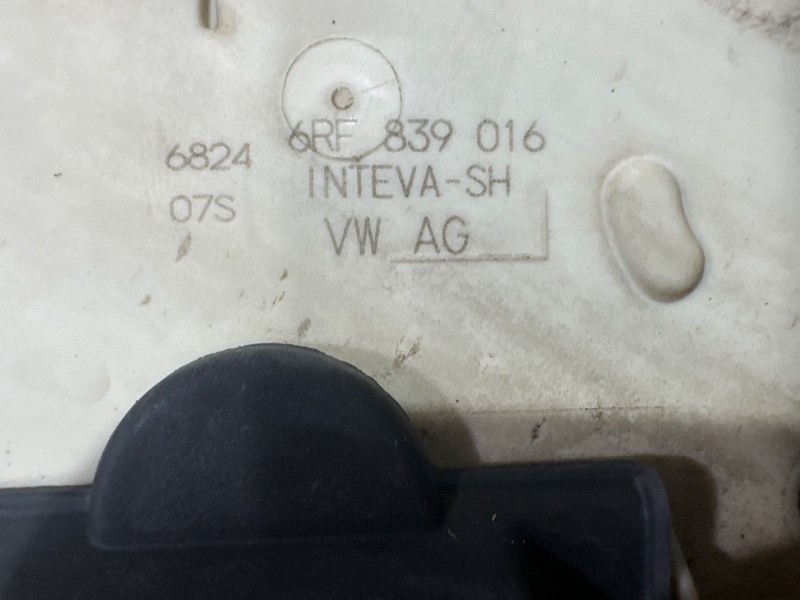 6RF 839 016
6824
INTEVA-SH
07S
VW AG